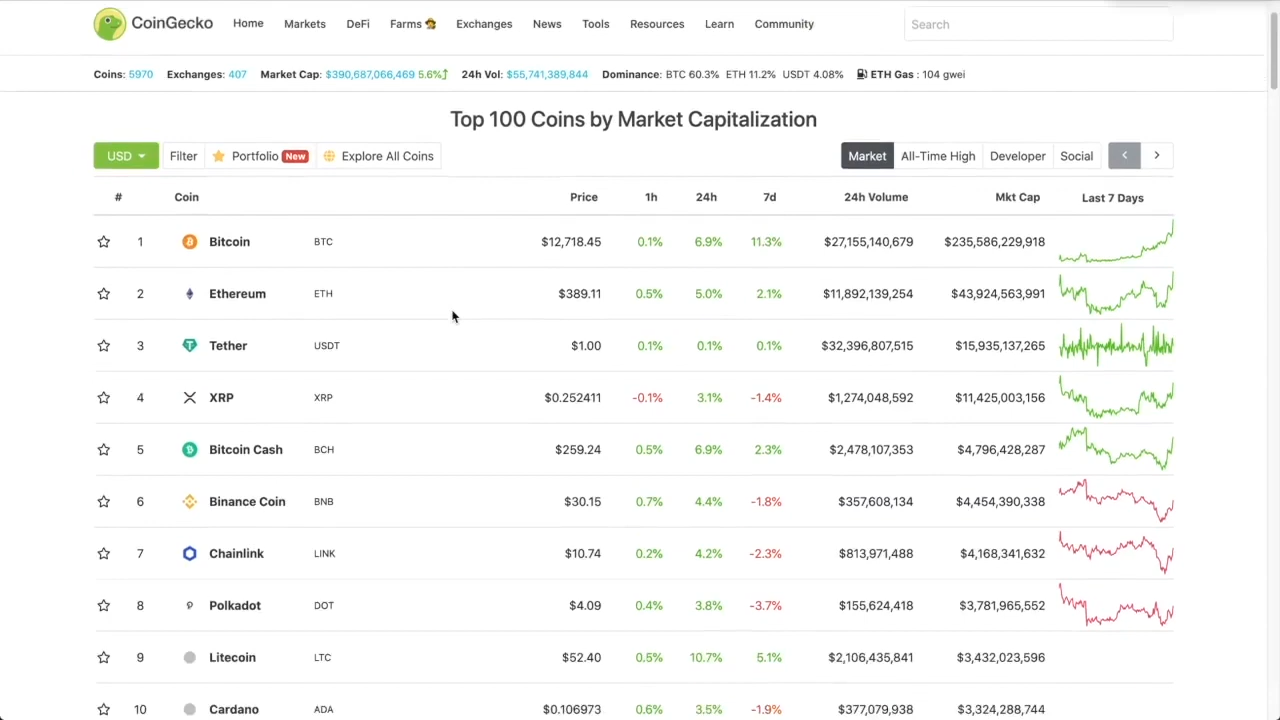 CoinGecko Home Markets DeFi Farms Exchanges News Tools Resources Learn Community Search
Coins: 5970 Exchanges: 407 Market Cap: $390,687,066,469 5.6% 24h Vol: $55,741,389,844 Dominance: BTC 60.3% ETH 11.2% USDT 4.08% ETH Gas : 104 gwei
Top 100 Coins by Market Capitalization
USD Filter Portfolio New Explore All Coins Market All-Time High Developer Social
# Coin Price 1h 24h 7d 24h Volume Mkt Cap Last 7 Days
1 Bitcoin BTC $12,718.45 0.1% 6.9% 11.3% $27,155,140,679 $235,586,229,918
2 Ethereum ETH $389.11 0.5% 5.0% 2.1% $11,892,139,254 $43,924,563,991
3 Tether USDT $1.00 0.1% 0.1% 0.1% $32,396,807,515 $15,935,137,265
4 XRP XRP $0.252411 -0.1% 3.1% -1.4% $1,274,048,592 $11,425,003,156
5 Bitcoin Cash BCH $259.24 0.5% 6.9% 2.3% $2,478,107,353 $4,796,428,287
6 Binance Coin BNB $30.15 0.7% 4.4% -1.8% $357,608,134 $4,454,390,338
7 Chainlink LINK $10.74 0.2% 4.2% -2.3% $813,971,488 $4,168,341,632
8 Polkadot DOT $4.09 0.4% 3.8% -3.7% $155,624,418 $3,781,965,552
9 Litecoin LTC $52.40 0.5% 10.7% 5.1% $2,106,435,841 $3,432,023,596
10 Cardano ADA $0.106973 0.6% 3.5% -1.9% $377,079,938 $3,324,288,744